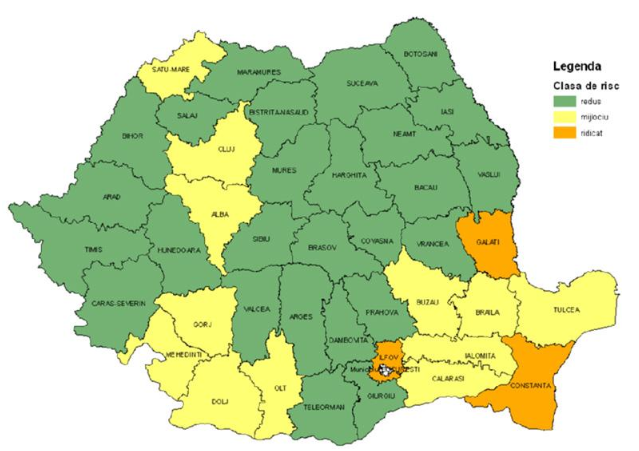 BOTOSANI
SATU-MARE
MARAMURES
SUCEAVA
Legenda
Clasa de risc
redus
mijlociu
ridicat
SALAJ
BISTRITA-NASAUD
IASI
BIHOR
CLUJ
NEAMT
MURES
HARGHITA
VASLUI
BACAU
ARAD
ALBA
TIMIS
HUNEDOARA
SIBIU
BRASOV
COVASNA
VRANCEA
GALATI
CARAS-SEVERIN
GORJ
VALCEA
ARGES
PRAHOVA
BUZAU
BRAILA
TULCEA
DAMBOVITA
MEHEDINTI
ILFOV
IALOMITA
CALARASI
CONSTANTA
OLT
DOLJ
TELEORMAN
GIURGIU